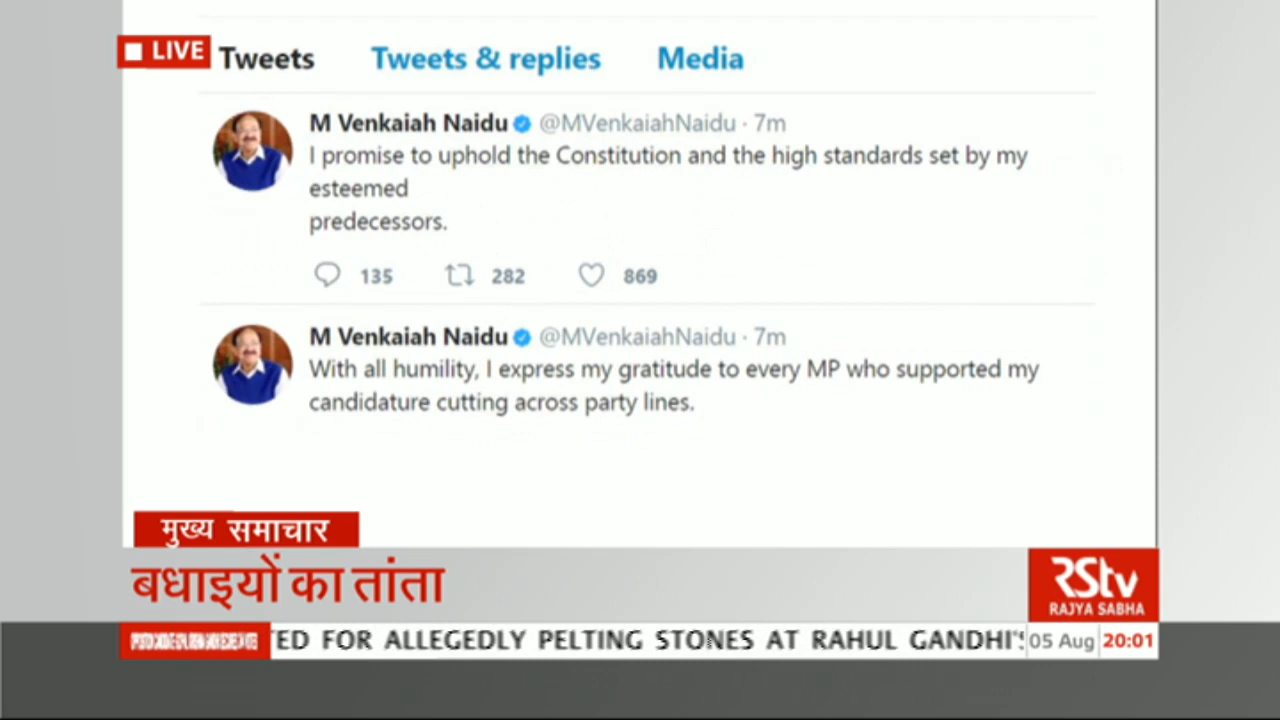 LIVE
Tweets Tweets & replies Media
M Venkaiah Naidu @MVenkaiahNaidu · 7m
I promise to uphold the Constitution and the high standards set by my
esteemed
predecessors.
135 282 869
M Venkaiah Naidu @MVenkaiahNaidu · 7m
With all humility, I express my gratitude to every MP who supported my
candidature cutting across party lines.
मुख्य समाचार
बधाइयों का तांता
RStv
RAJYA SABHA
TED FOR ALLEGEDLY PELTING STONES AT RAHUL GANDHI'S
05 Aug 20:01